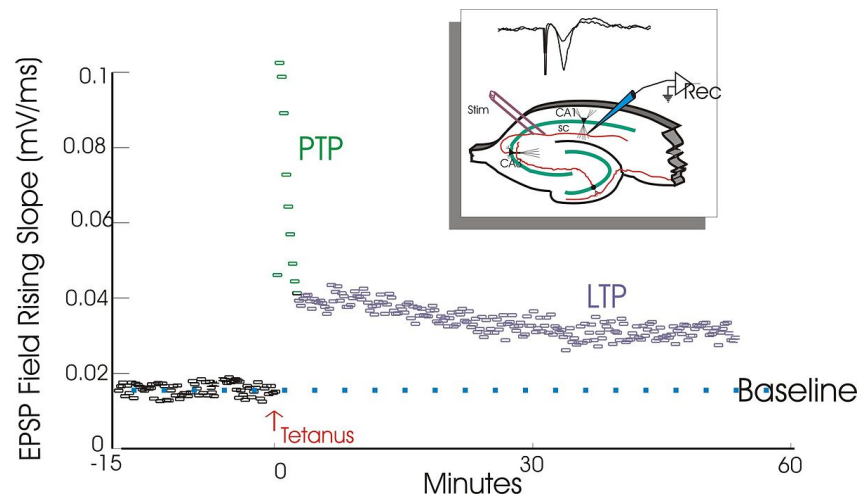 EPSP Field Rising Slope (mV/ms)
0.1
0.08
0.06
0.04
0.02
0
-15
0
30
60
Minutes
PTP
LTP
Baseline
Tetanus
Stim
CA1
sc
Rec